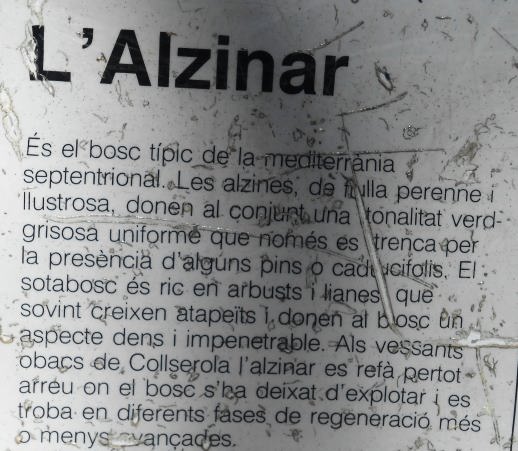 L'Alzinar
És el bosc típic de la mediterrània
septentrional. Les alzines, de fulla perenne i
llustrosa, donen al conjunt una tonalitat verd-
grisosa uniforme que només es trenca per
la presència d'alguns pins o caducifolis. El
sotabosc és ric en arbusts i lianes, que
sovint creixen atapeïts i donen al bosc un
aspecte dens i impenetrable. Als vessants
obacs de Collserola l'alzinar es refà pertot
arreu on el bosc s'ha deixat d'explotar i es
troba en diferents fases de regeneració més
o menys avançades.